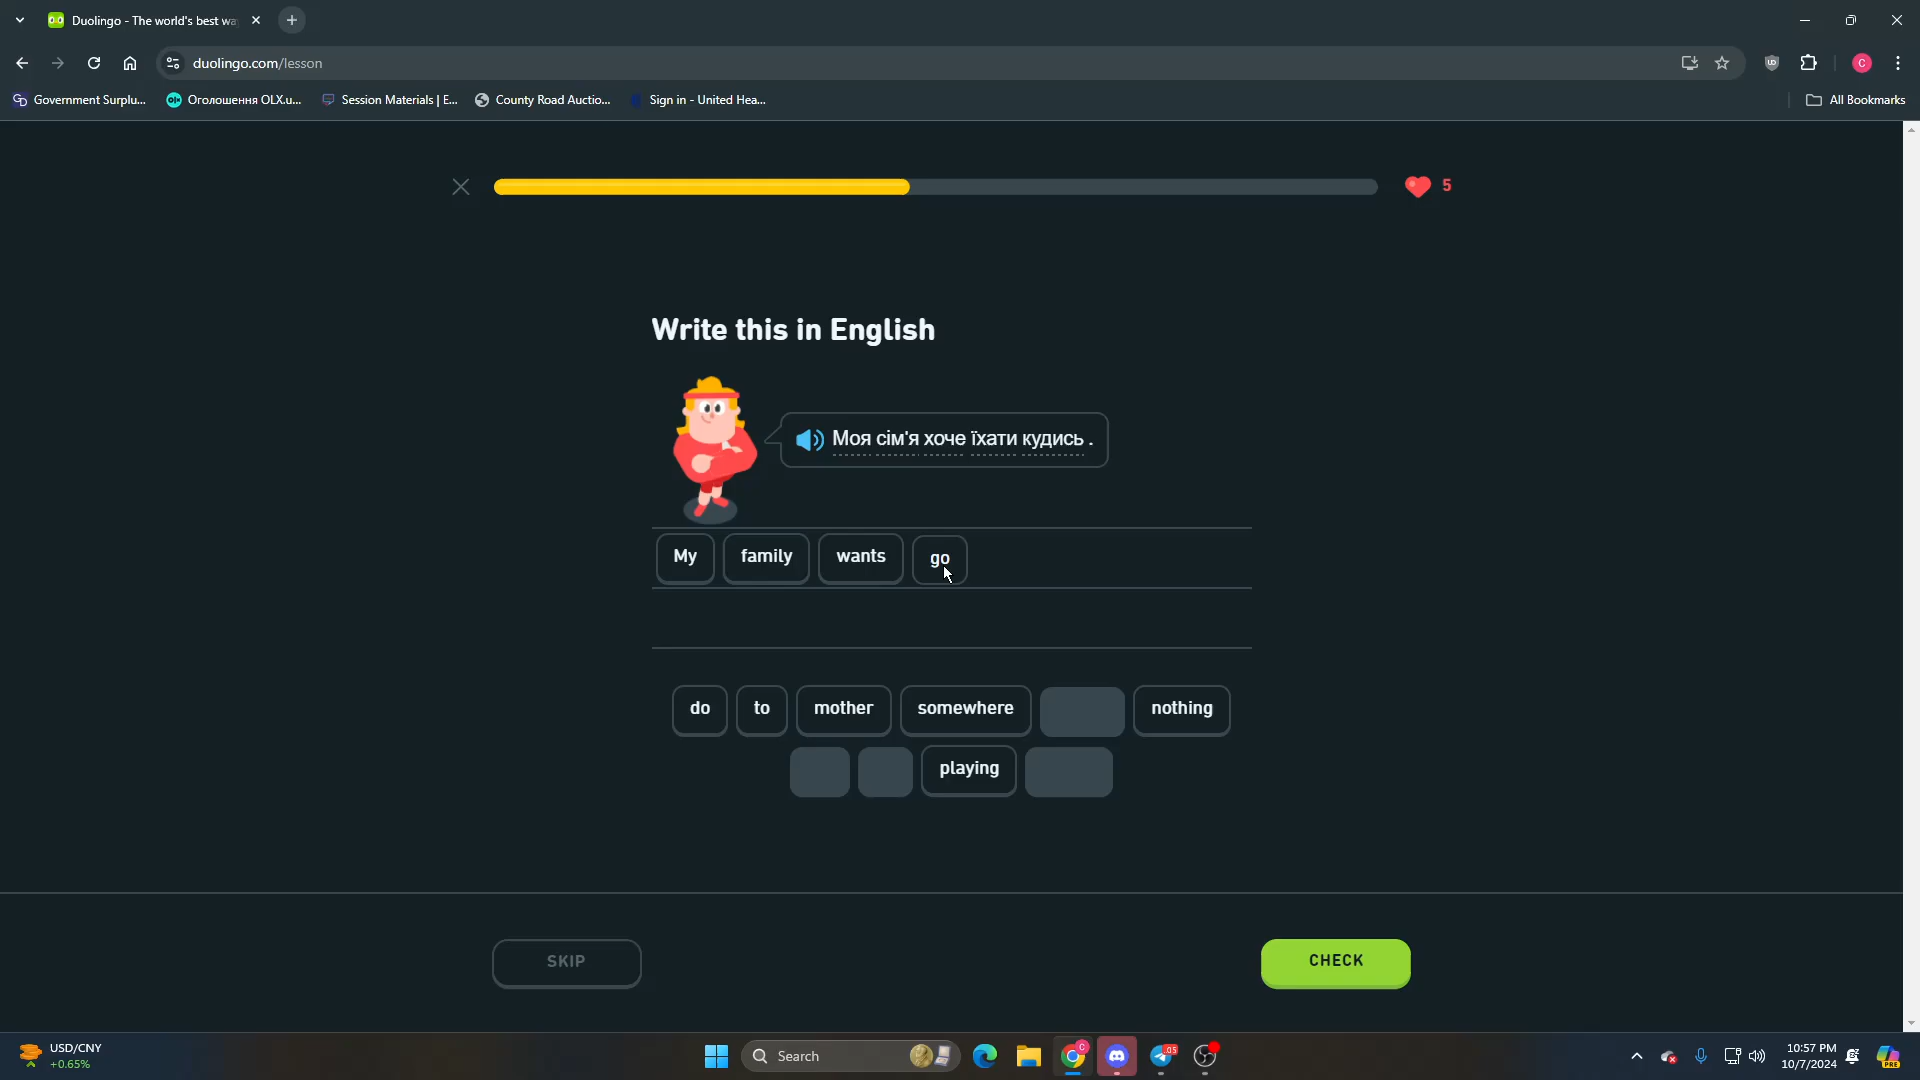 Duolingo - The world's best wa
duolingo.com/lesson
Government Surplu...
Оголошення OLX.u...
Session Materials | E...
County Road Auctio...
Sign in - United Hea...
All Bookmarks
5
Write this in English
Моя сім'я хоче їхати кудись .
My family wants go
do to mother somewhere nothing
playing
SKIP
CHECK
USD/CNY
+0.65%
Search
.05
10:57 PM
10/7/2024
PRE